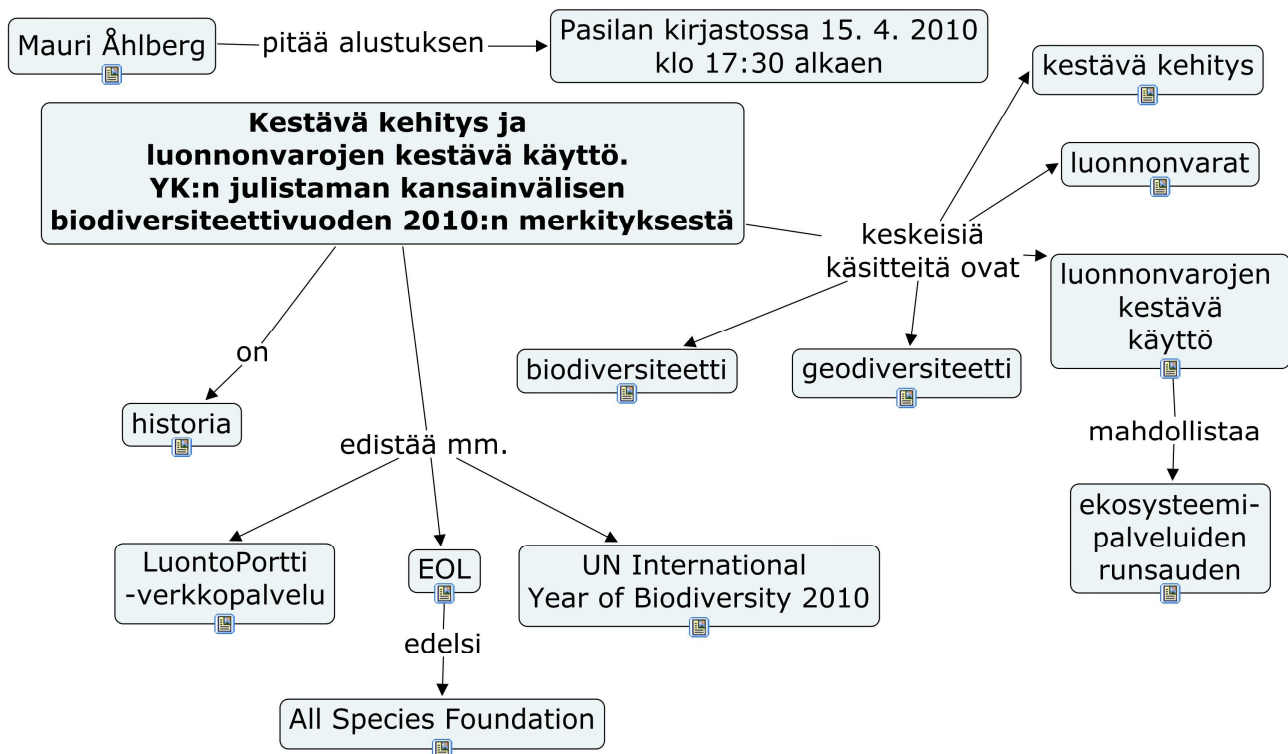 Mauri Åhlberg
pitää alustuksen
Pasilan kirjastossa 15. 4. 2010
klo 17:30 alkaen
Kestävä kehitys ja
luonnonvarojen kestävä käyttö.
YK:n julistaman kansainvälisen
biodiversiteettivuoden 2010:n merkityksestä
keskeisiä
käsitteitä ovat
kestävä kehitys
luonnonvarat
luonnonvarojen
kestävä
käyttö
mahdollistaa
ekosysteemi-
palveluiden
runsauden
biodiversiteetti
geodiversiteetti
on
historia
edistää mm.
LuontoPortti
-verkkopalvelu
EOL
UN International
Year of Biodiversity 2010
edelsi
All Species Foundation